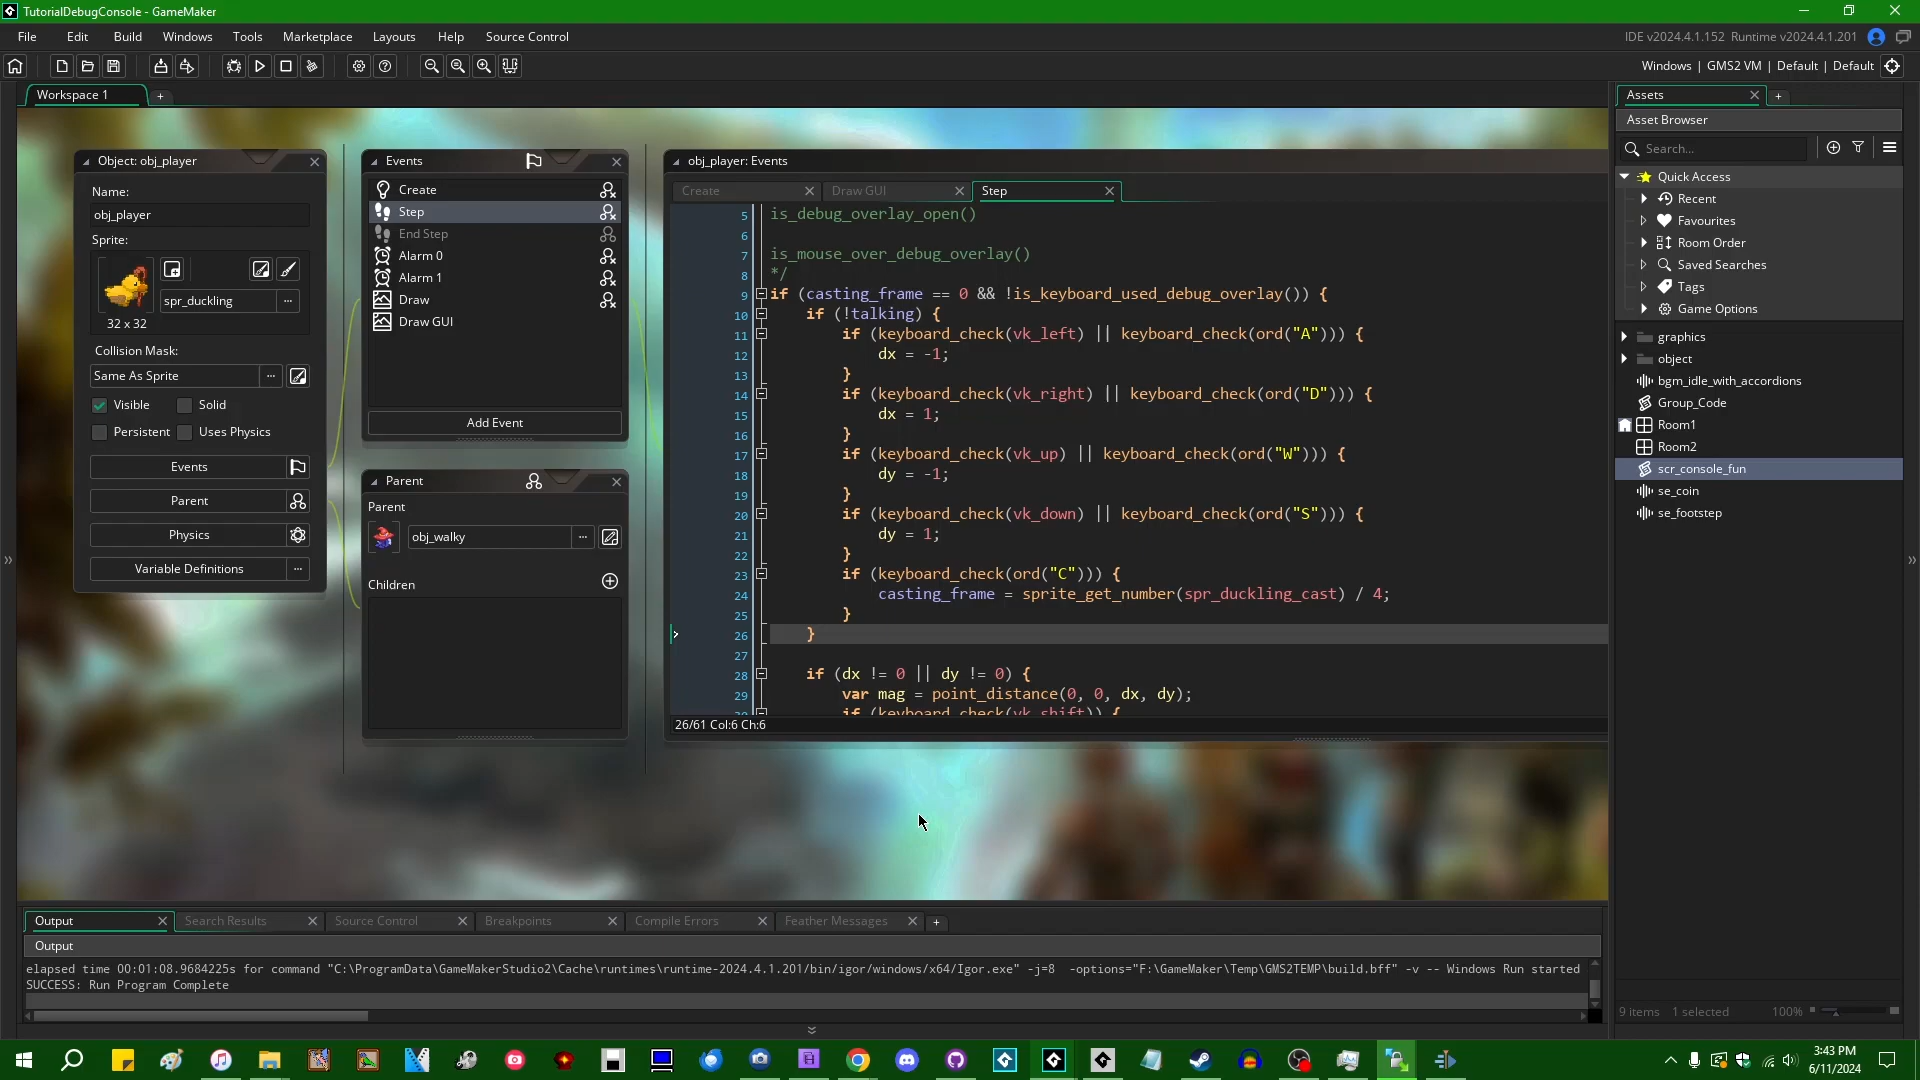 TutorialDebugConsole - GameMaker
File Edit Build Windows Tools Marketplace Layouts Help Source Control
IDE v2024.4.1.152 Runtime v2024.4.1.201
Windows | GMS2 VM | Default | Default
Workspace 1
Object: obj_player
Name:
obj_player
Sprite:
spr_duckling
32 x 32
Collision Mask:
Same As Sprite
Visible Solid
Persistent Uses Physics
Events
Parent
Physics
Variable Definitions
Events
Create
Step
End Step
Alarm 0
Alarm 1
Draw
Draw GUI
Add Event
Parent
Parent
obj_walky
Children
obj_player: Events
Create Draw GUI Step
5 is_debug_overlay_open()
6
7 is_mouse_over_debug_overlay()
8 */
9 if (casting_frame == 0 && !is_keyboard_used_debug_overlay()) {
10 if (!talking) {
11 if (keyboard_check(vk_left) || keyboard_check(ord("A"))) {
12 dx = -1;
13 }
14 if (keyboard_check(vk_right) || keyboard_check(ord("D"))) {
15 dx = 1;
16 }
17 if (keyboard_check(vk_up) || keyboard_check(ord("W"))) {
18 dy = -1;
19 }
20 if (keyboard_check(vk_down) || keyboard_check(ord("S"))) {
21 dy = 1;
22 }
23 if (keyboard_check(ord("C"))) {
24 casting_frame = sprite_get_number(spr_duckling_cast) / 4;
25 }
26 }
27
28 if (dx != 0 || dy != 0) {
29 var mag = point_distance(0, 0, dx, dy);
if (keyboard_check(vk_shift)) {
26/61 Col:6 Ch:6
Assets
Asset Browser
Search...
Quick Access
Recent
Favourites
Room Order
Saved Searches
Tags
Game Options
graphics
object
bgm_idle_with_accordions
Group_Code
Room1
Room2
scr_console_fun
se_coin
se_footstep
9 items 1 selected 100%
Output Search Results Source Control Breakpoints Compile Errors Feather Messages
Output
elapsed time 00:01:08.9684225s for command "C:\ProgramData\GameMakerStudio2\Cache\runtimes\runtime-2024.4.1.201/bin/igor/windows/x64/Igor.exe" -j=8 -options="F:\GameMaker\Temp\GMS2TEMP\build.bff" -v -- Windows Run started
SUCCESS: Run Program Complete
3:43 PM
6/11/2024